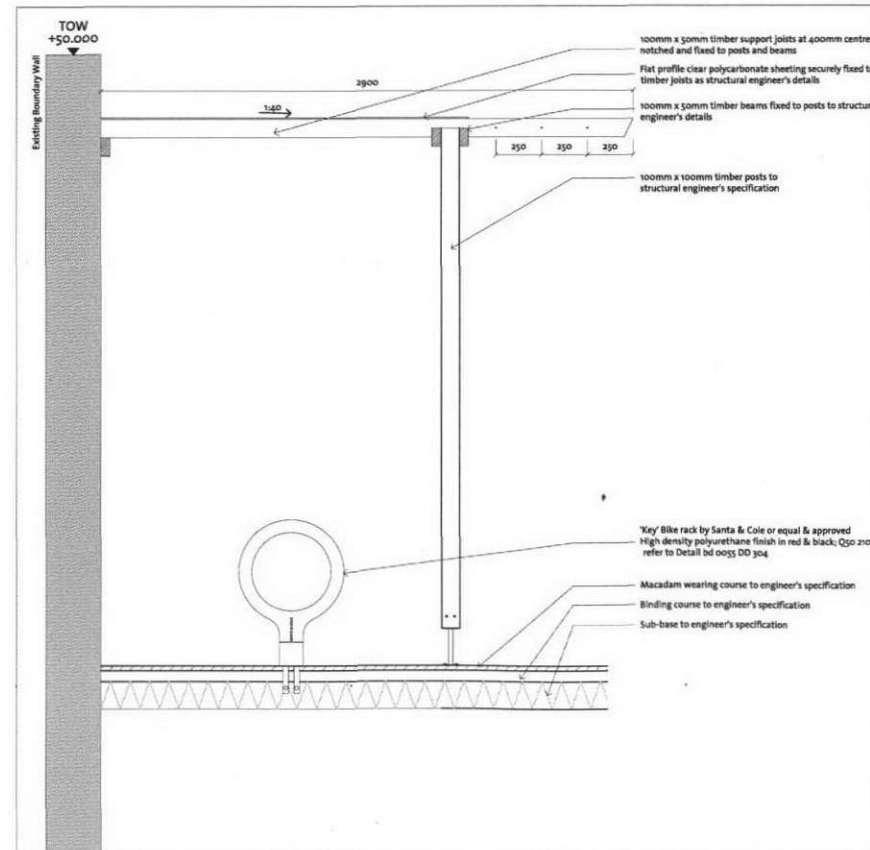 TOW
+50.000
Existing Boundary Wall
2900
1:40
250 250 250
100mm x 50mm timber support joists at 400mm centre
notched and fixed to posts and beams
Flat profile clear polycarbonate sheeting securely fixed t
timber joists as structural engineer's details
100mm x 50mm timber beams fixed to posts to structur
engineer's details
100mm x 100mm timber posts to
structural engineer's specification
'Key' Bike rack by Santa & Cole or equal & approved
High density polyurethane finish in red & black; Q50 210
refer to Detail bd 0055 DD 304
Macadam wearing course to engineer's specification
Binding course to engineer's specification
Sub-base to engineer's specification